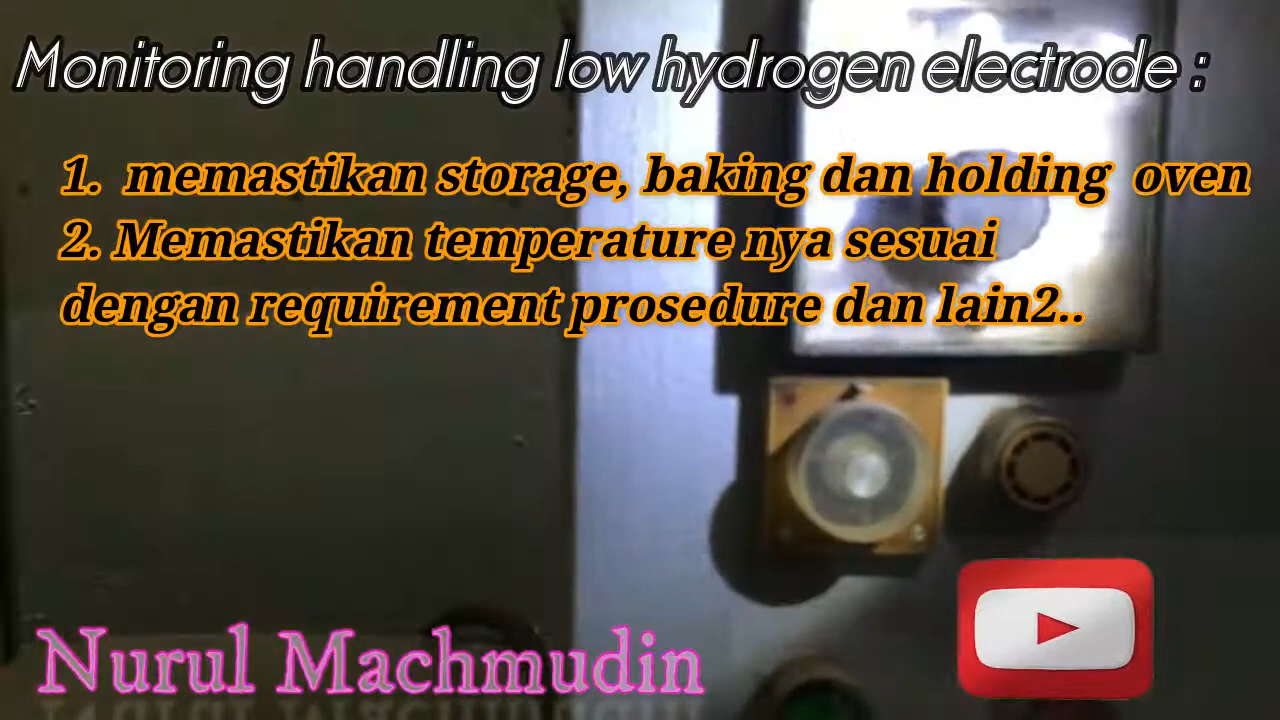 Monitoring handling low hydrogen electrode :
1. memastikan storage, baking dan holding oven
2. Memastikan temperature nya sesuai
dengan requirement prosedure dan lain2..
Nurul Machmudin